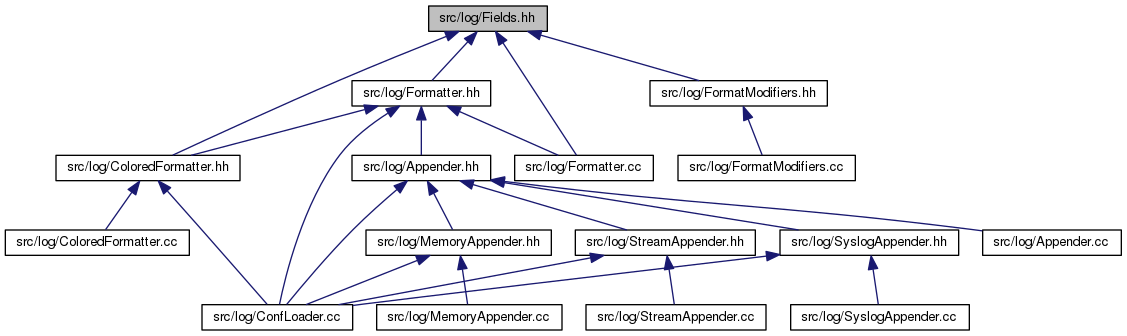 src/log/Fields.hh
src/log/Formatter.hh
src/log/FormatModifiers.hh
src/log/ColoredFormatter.hh
src/log/Appender.hh
src/log/Formatter.cc
src/log/FormatModifiers.cc
src/log/ColoredFormatter.cc
src/log/MemoryAppender.hh
src/log/StreamAppender.hh
src/log/SyslogAppender.hh
src/log/Appender.cc
src/log/ConfLoader.cc
src/log/MemoryAppender.cc
src/log/StreamAppender.cc
src/log/SyslogAppender.cc